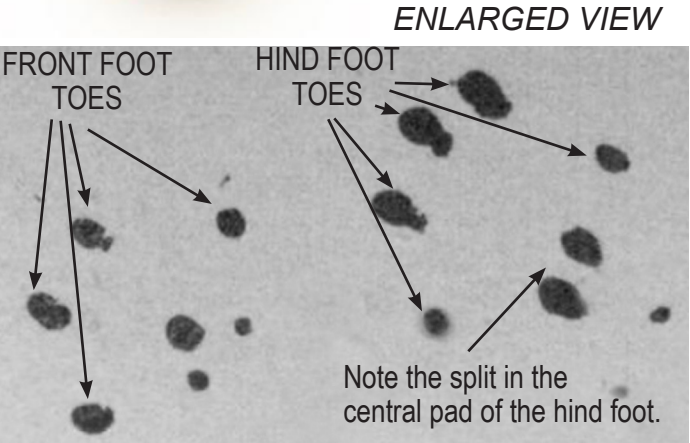 ENLARGED VIEW
FRONT FOOT
TOES
HIND FOOT
TOES
Note the split in the
central pad of the hind foot.